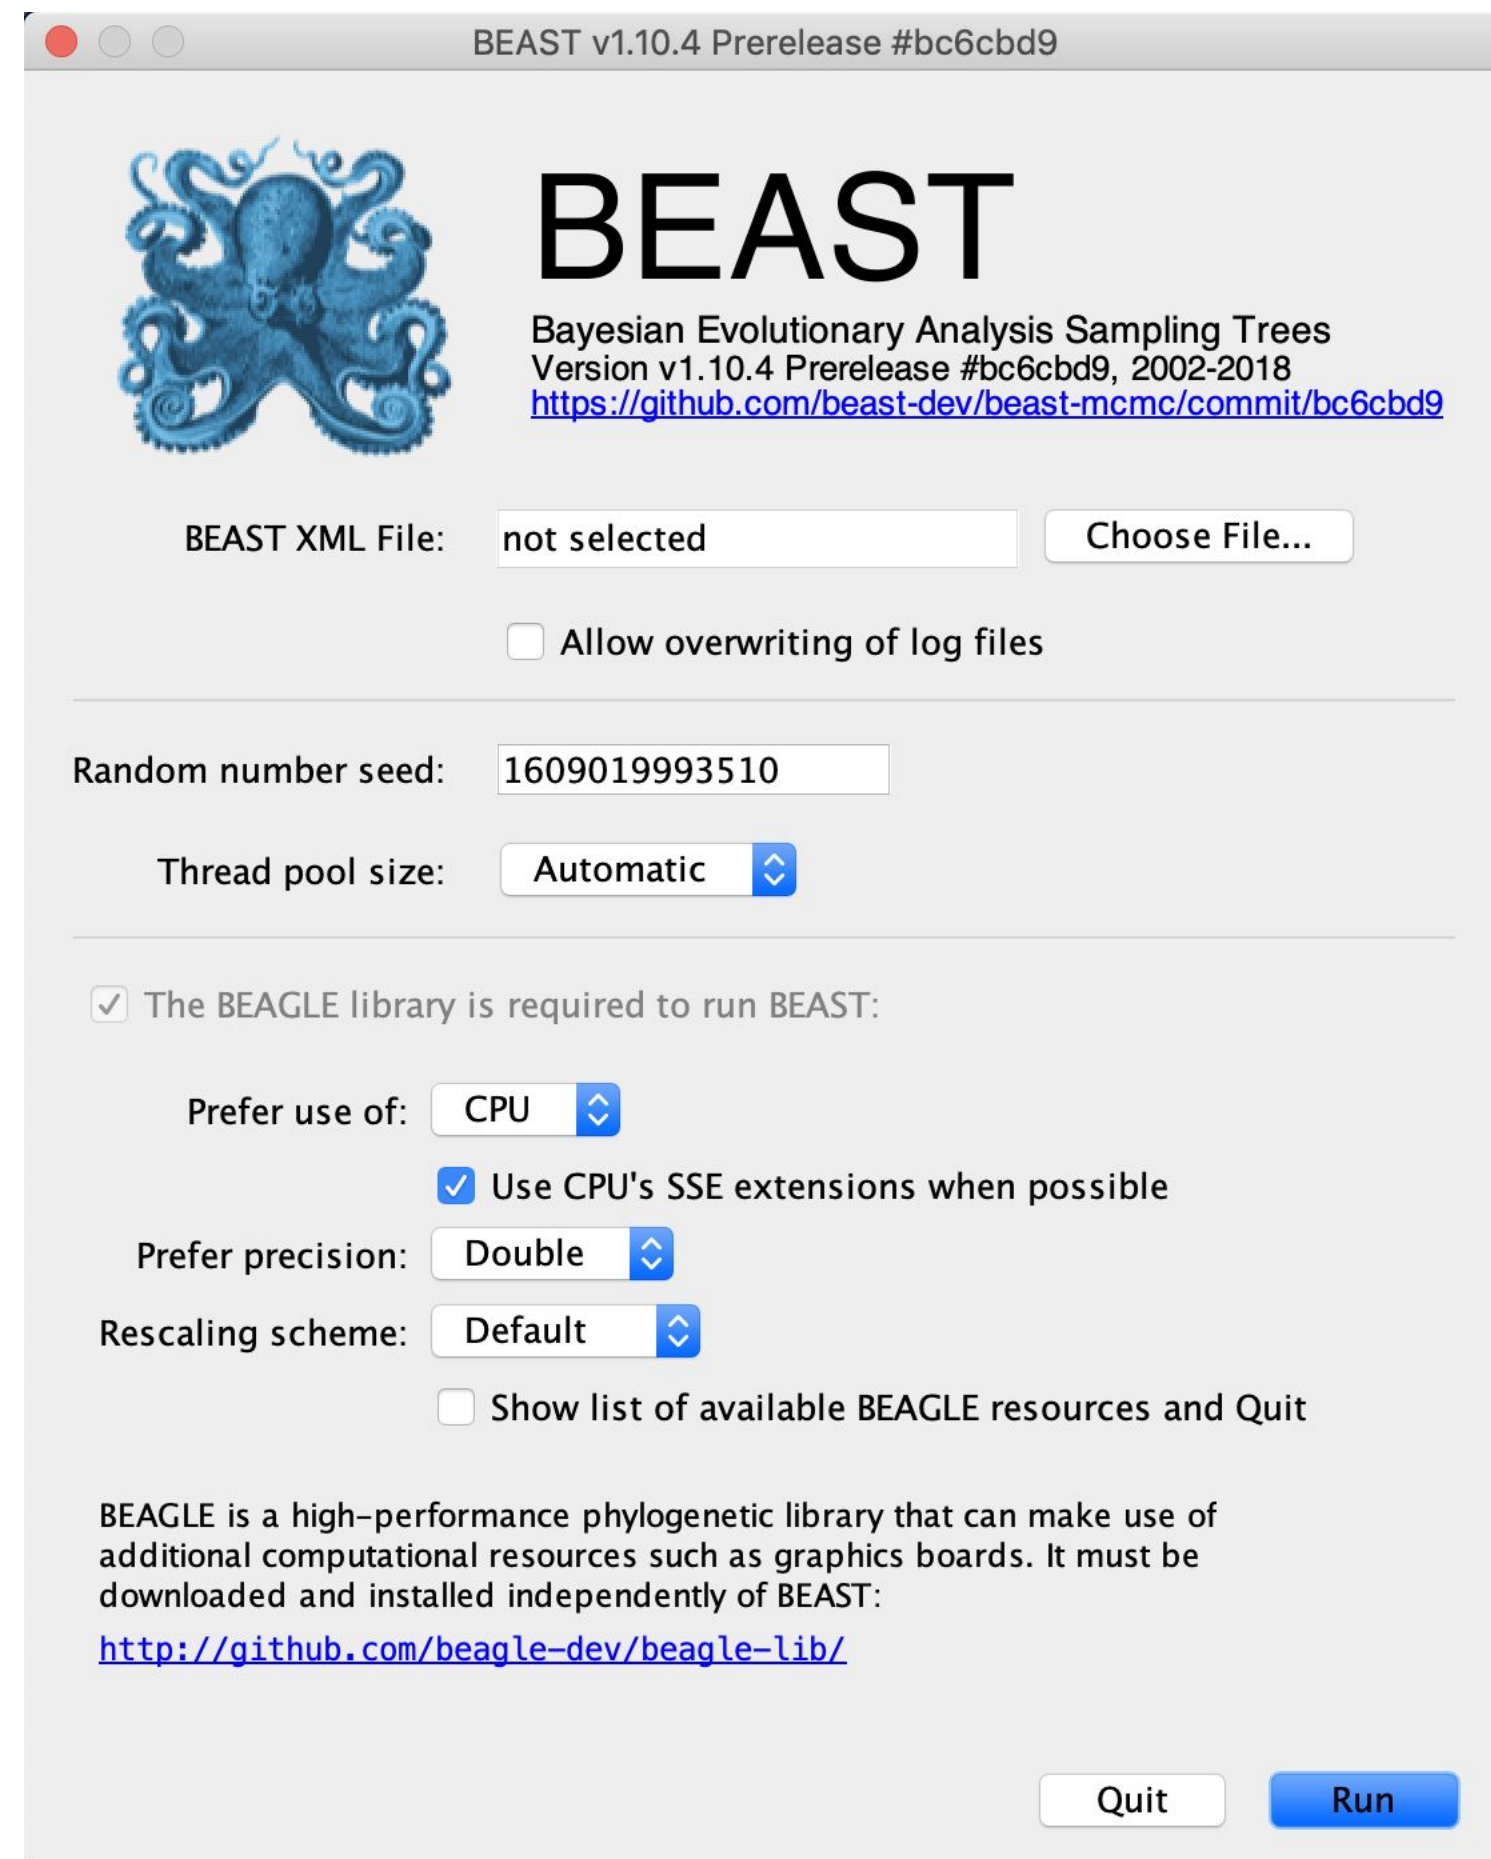 BEAST v1.10.4 Prerelease #bc6cbd9
BEAST
Bayesian Evolutionary Analysis Sampling Trees
Version v1.10.4 Prerelease #bc6cbd9, 2002-2018
https://github.com/beast-dev/beast-mcmc/commit/bc6cbd9
BEAST XML File: not selected Choose File...
Allow overwriting of log files
Random number seed: 1609019993510
Thread pool size: Automatic
The BEAGLE library is required to run BEAST:
Prefer use of: CPU
Use CPU's SSE extensions when possible
Prefer precision: Double
Rescaling scheme: Default
Show list of available BEAGLE resources and Quit
BEAGLE is a high-performance phylogenetic library that can make use of
additional computational resources such as graphics boards. It must be
downloaded and installed independently of BEAST:
http://github.com/beagle-dev/beagle-lib/
Quit Run